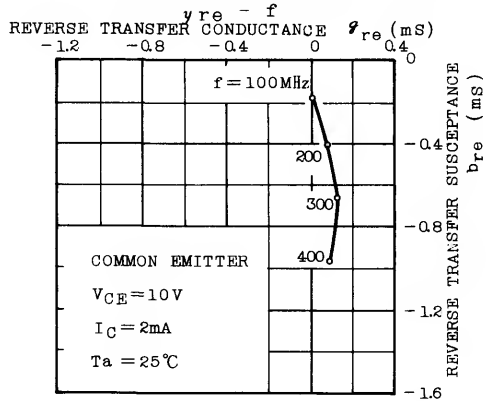 yre - f
REVERSE TRANSFER CONDUCTANCE gre (mS)
-1.2 -0.8 -0.4 0 0.4
0
f=100MHz
200
-0.4
300
-0.8
400
COMMON EMITTER
VCE=10V
-1.2
IC=2mA
Ta=25℃
-1.6
REVERSE TRANSFER SUSCEPTANCE
bre (mS)